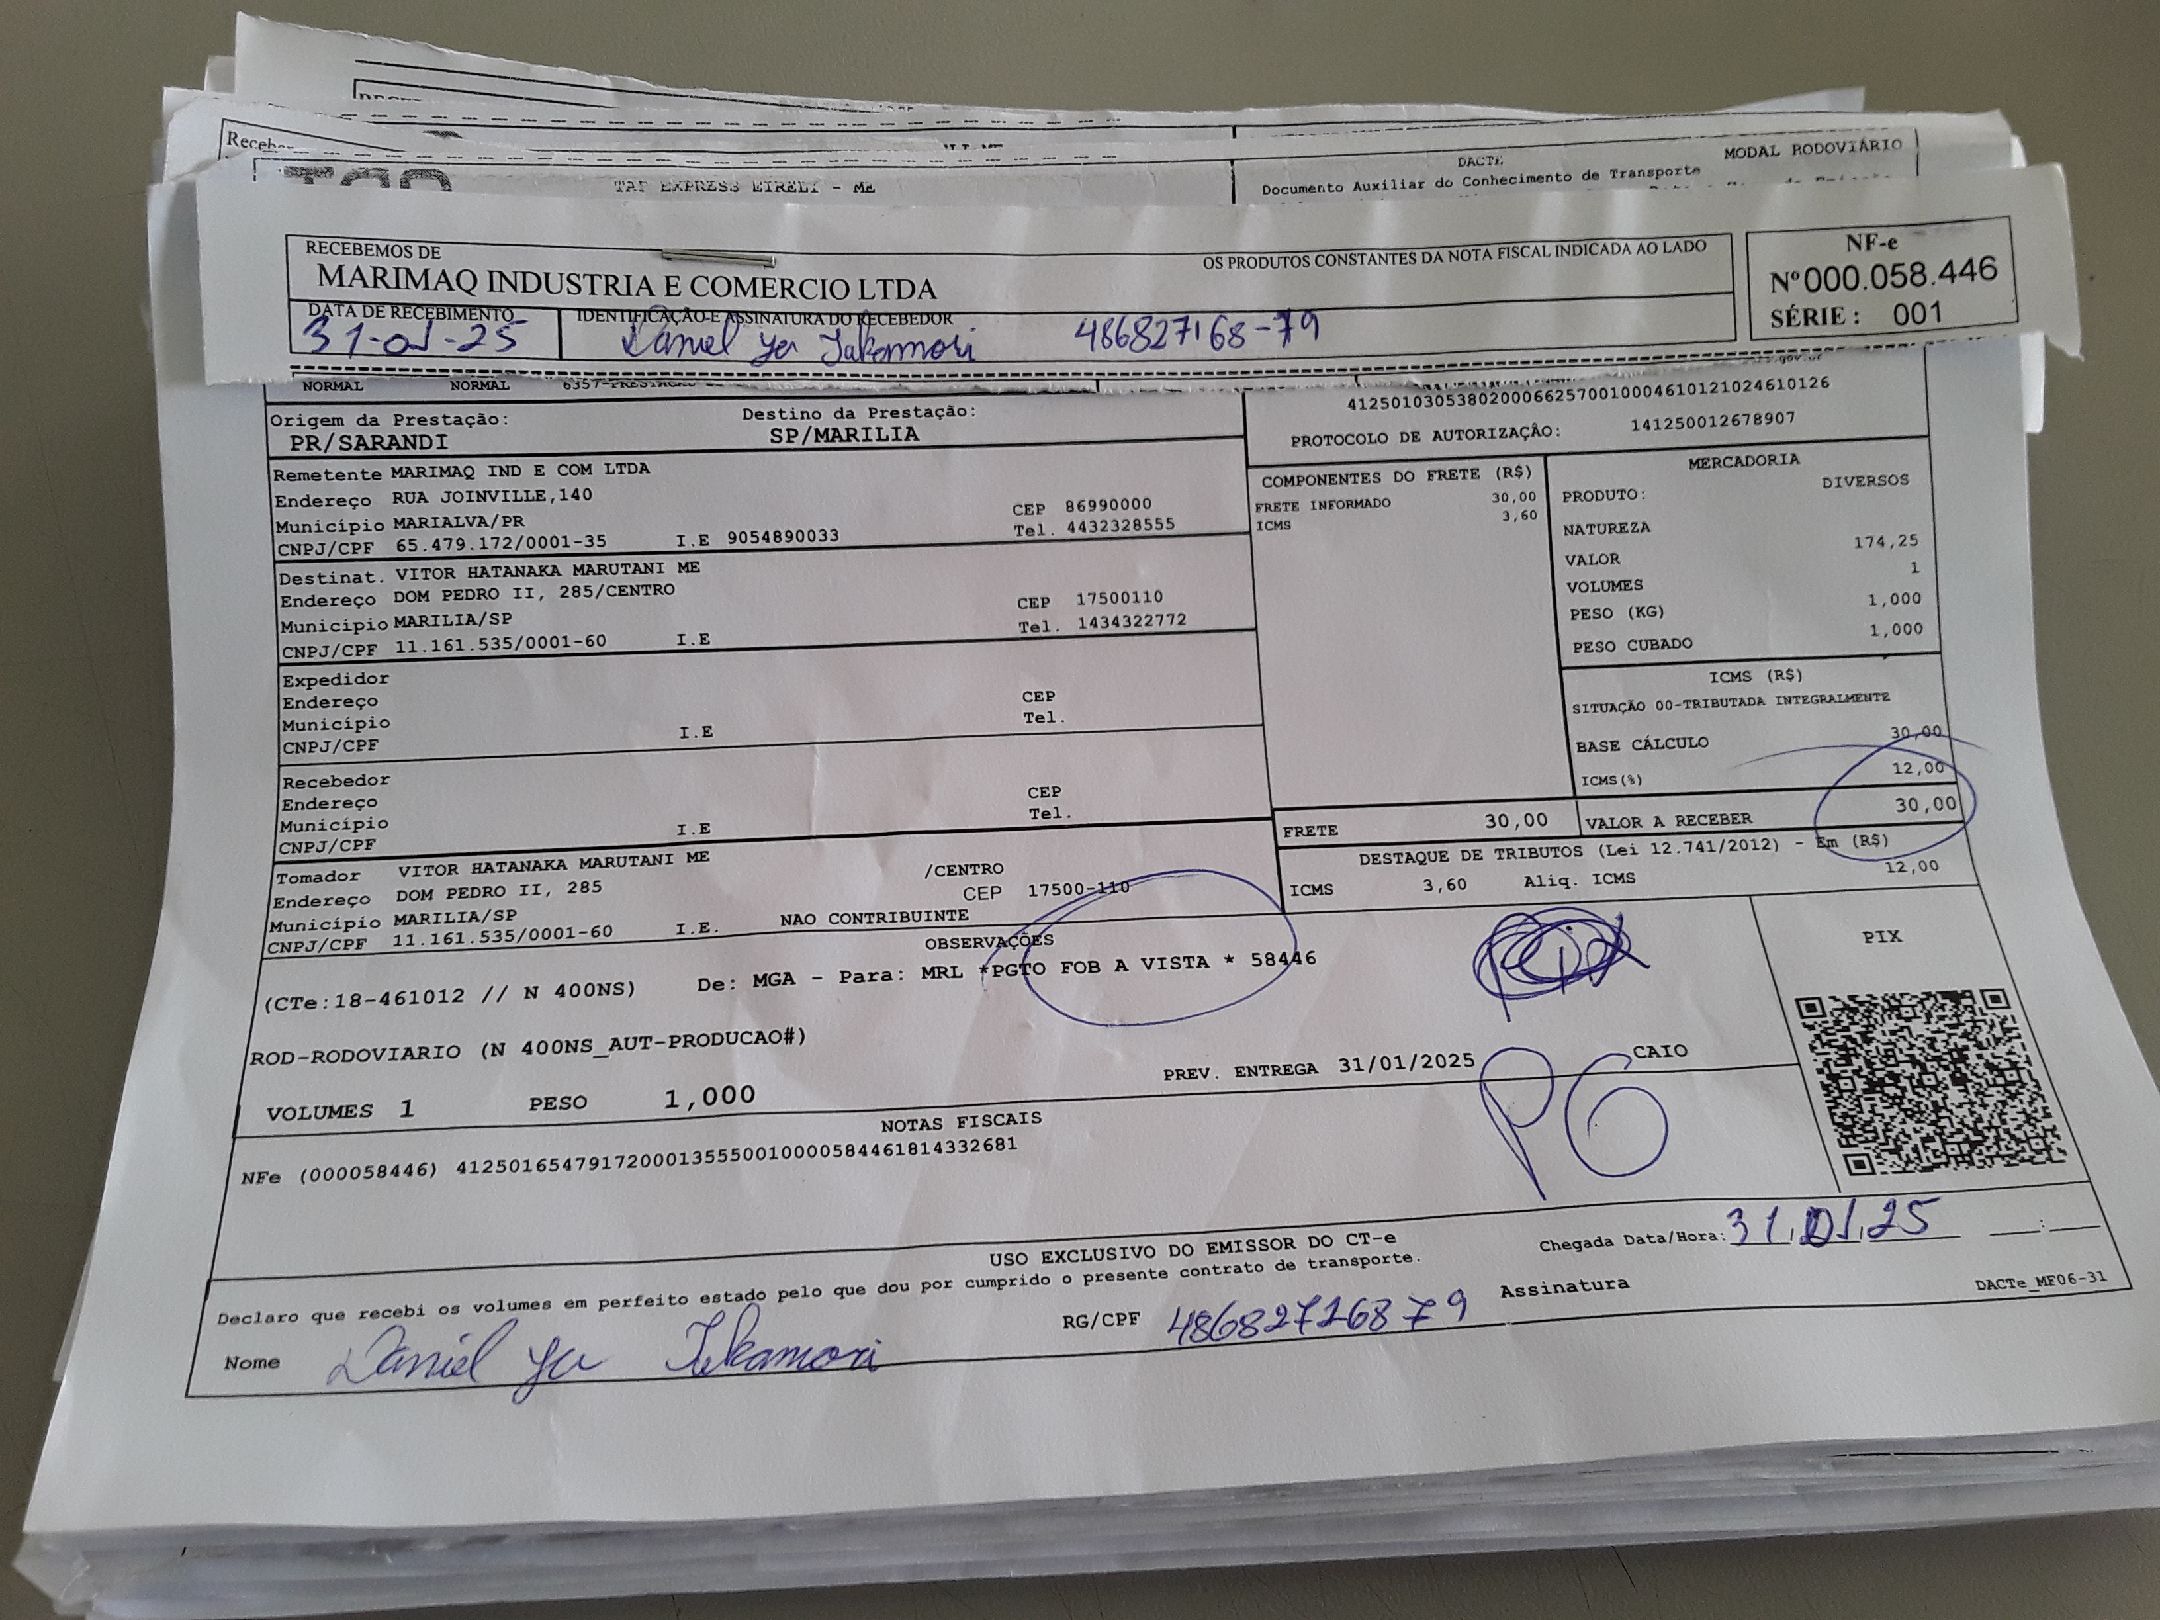 TAF EXPRESS EIRELI - ME
DACTE
MODAL RODOVIÁRIO
Documento Auxiliar do Conhecimento de Transporte
RECEBEMOS DE
OS PRODUTOS CONSTANTES DA NOTA FISCAL INDICADA AO LADO
MARIMAQ INDUSTRIA E COMERCIO LTDA
NF-e
Nº 000.058.446
SÉRIE : 001
DATA DE RECEBIMENTO
IDENTIFICAÇÃO E ASSINATURA DO RECEBEDOR
31-01-25
Daniel Takamori 486827168-79
NORMAL NORMAL
41250103053802000662570010004610121024610126
Origem da Prestação: Destino da Prestação:
PR/SARANDI SP/MARILIA
PROTOCOLO DE AUTORIZAÇÃO: 141250012678907
Remetente MARIMAQ IND E COM LTDA
Endereço RUA JOINVILLE,140 CEP 86990000
Município MARIALVA/PR Tel. 4432328555
CNPJ/CPF 65.479.172/0001-35 I.E 9054890033
COMPONENTES DO FRETE (R$)
FRETE INFORMADO 30,00
ICMS 3,60
MERCADORIA
PRODUTO: DIVERSOS
NATUREZA
VALOR 174,25
VOLUMES 1
PESO (KG) 1,000
PESO CUBADO 1,000
Destinat. VITOR HATANAKA MARUTANI ME
Endereço DOM PEDRO II, 285/CENTRO CEP 17500110
Município MARILIA/SP Tel. 1434322772
CNPJ/CPF 11.161.535/0001-60 I.E
Expedidor
Endereço CEP
Município Tel.
CNPJ/CPF I.E
ICMS (R$)
SITUAÇÃO 00-TRIBUTADA INTEGRALMENTE
BASE CÁLCULO 30,00
ICMS(%) 12,00
Recebedor
Endereço CEP
Município Tel.
CNPJ/CPF I.E
FRETE 30,00 VALOR A RECEBER 30,00
Tomador VITOR HATANAKA MARUTANI ME /CENTRO
Endereço DOM PEDRO II, 285 CEP 17500-110
Município MARILIA/SP NAO CONTRIBUINTE
CNPJ/CPF 11.161.535/0001-60 I.E.
DESTAQUE DE TRIBUTOS (Lei 12.741/2012) - Em (R$)
ICMS 3,60 Aliq. ICMS 12,00
OBSERVAÇÕES
(CTe:18-461012 // N 400NS) De: MGA - Para: MRL *PGTO FOB A VISTA * 58446
PIX
ROD-RODOVIARIO (N 400NS_AUT-PRODUCAO#)
PREV. ENTREGA 31/01/2025 CAIO
PG
VOLUMES 1 PESO 1,000
NOTAS FISCAIS
NFe (000058446) 41250165479172000135550010000584461814332681
USO EXCLUSIVO DO EMISSOR DO CT-e
Declaro que recebi os volumes em perfeito estado pelo que dou por cumprido o presente contrato de transporte.
Chegada Data/Hora: 31.01.25 __:__
Nome Daniel Takamori RG/CPF 48682716879 Assinatura
DACTe_MF06-31